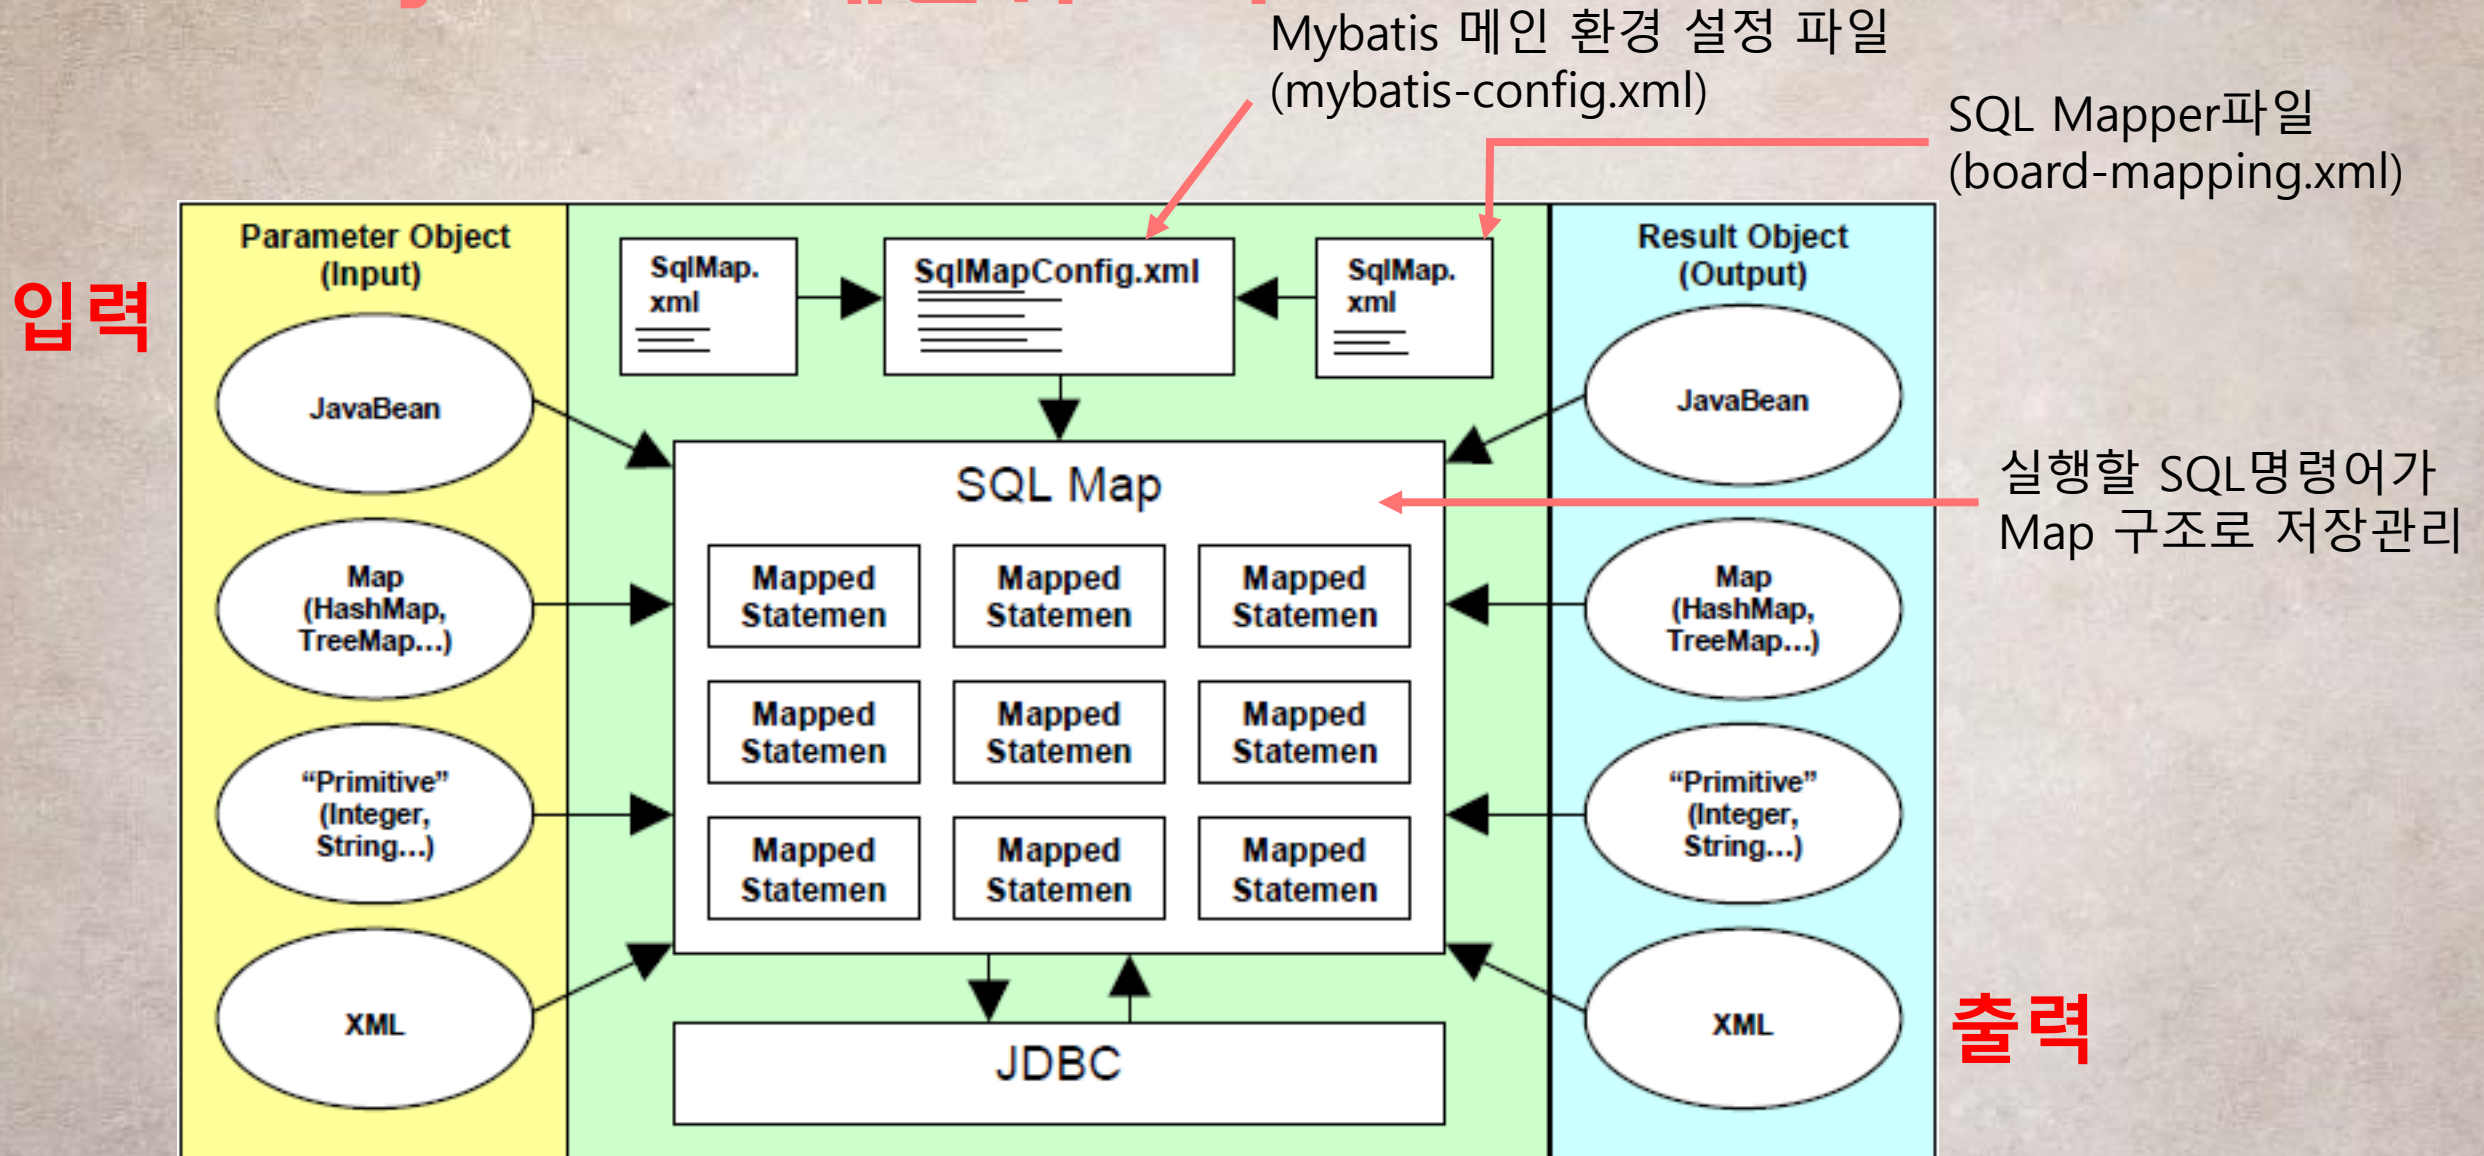 Mybatis 메인 환경 설정 파일
(mybatis-config.xml)
SQL Mapper파일
(board-mapping.xml)
입력
Parameter Object
(Input)
JavaBean
Map
(HashMap,
TreeMap...)
“Primitive”
(Integer,
String...)
XML
SqlMap.
xml
SqlMapConfig.xml
SqlMap.
xml
SQL Map
Mapped
Statemen
Mapped
Statemen
Mapped
Statemen
Mapped
Statemen
Mapped
Statemen
Mapped
Statemen
Mapped
Statemen
Mapped
Statemen
Mapped
Statemen
JDBC
Result Object
(Output)
JavaBean
Map
(HashMap,
TreeMap...)
“Primitive”
(Integer,
String...)
XML
실행할 SQL명령어가
Map 구조로 저장관리
출력